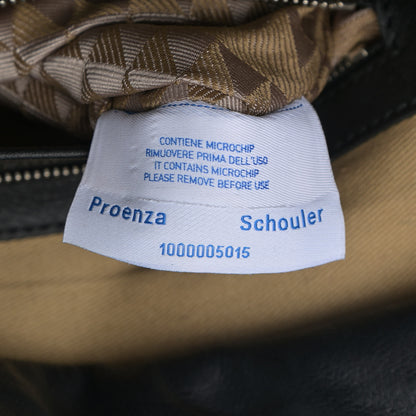 CONTIENE MICROCHIP
RIMUOVERE PRIMA DELL'USO
IT CONTAINS MICROCHIP
PLEASE REMOVE BEFORE USE
Proenza Schouler
1000005015